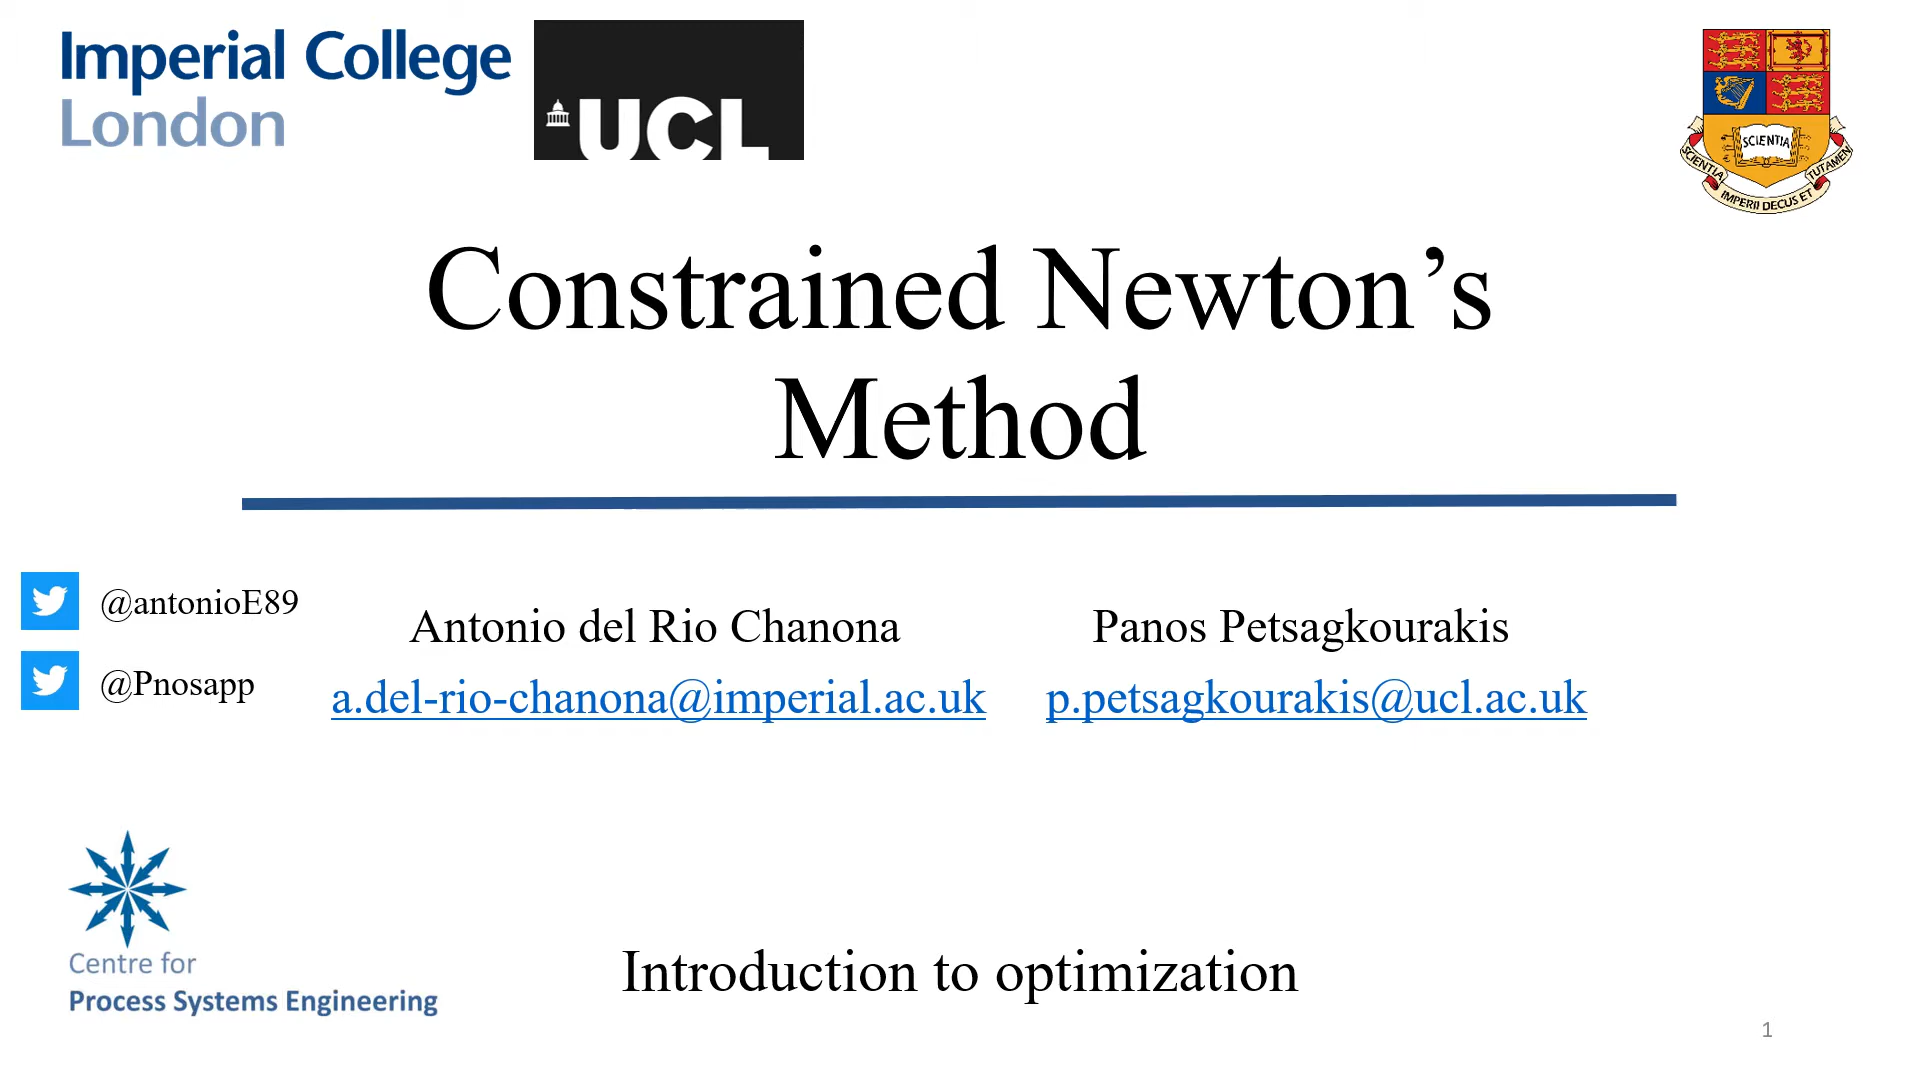 Imperial College
London
UCL
SCIENTIA
SCIENTIA IMPERII DECUS ET TUTAMEN
Constrained Newton’s
Method
@antonioE89
@Pnosapp
Antonio del Rio Chanona
a.del-rio-chanona@imperial.ac.uk
Panos Petsagkourakis
p.petsagkourakis@ucl.ac.uk
Centre for
Process Systems Engineering
Introduction to optimization
1